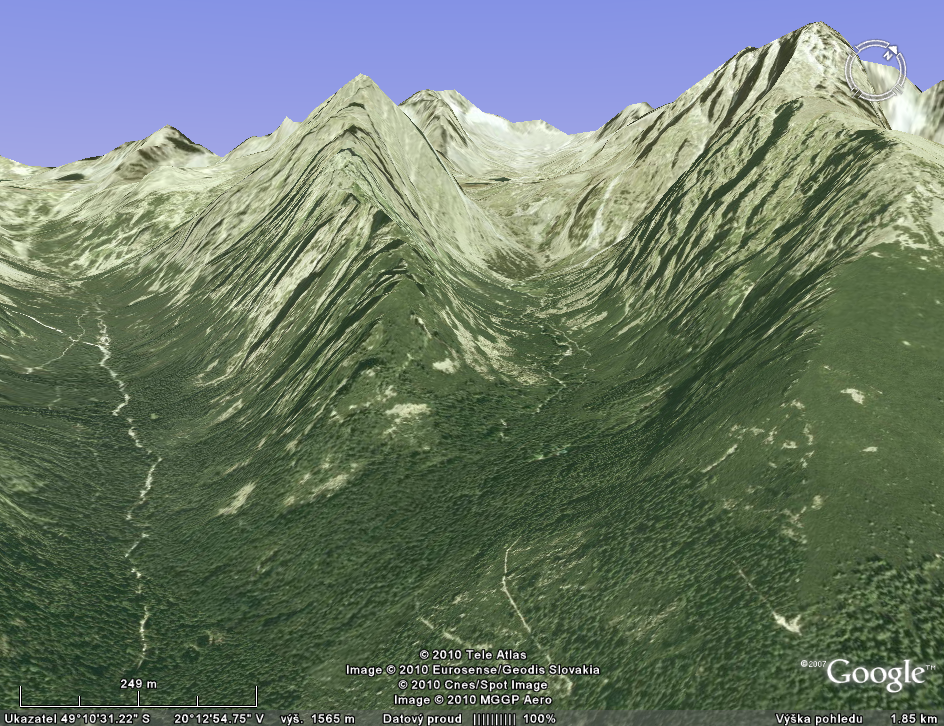 N
© 2010 Tele Atlas
Image © 2010 Eurosense/Geodis Slovakia
© 2010 Cnes/Spot Image
Image © 2010 MGGP Aero
©2007 Google™
249 m
Ukazatel 49°10'31.22" S 20°12'54.75" V výš. 1565 m Datový proud |||||||||| 100% Výška pohledu 1.85 km